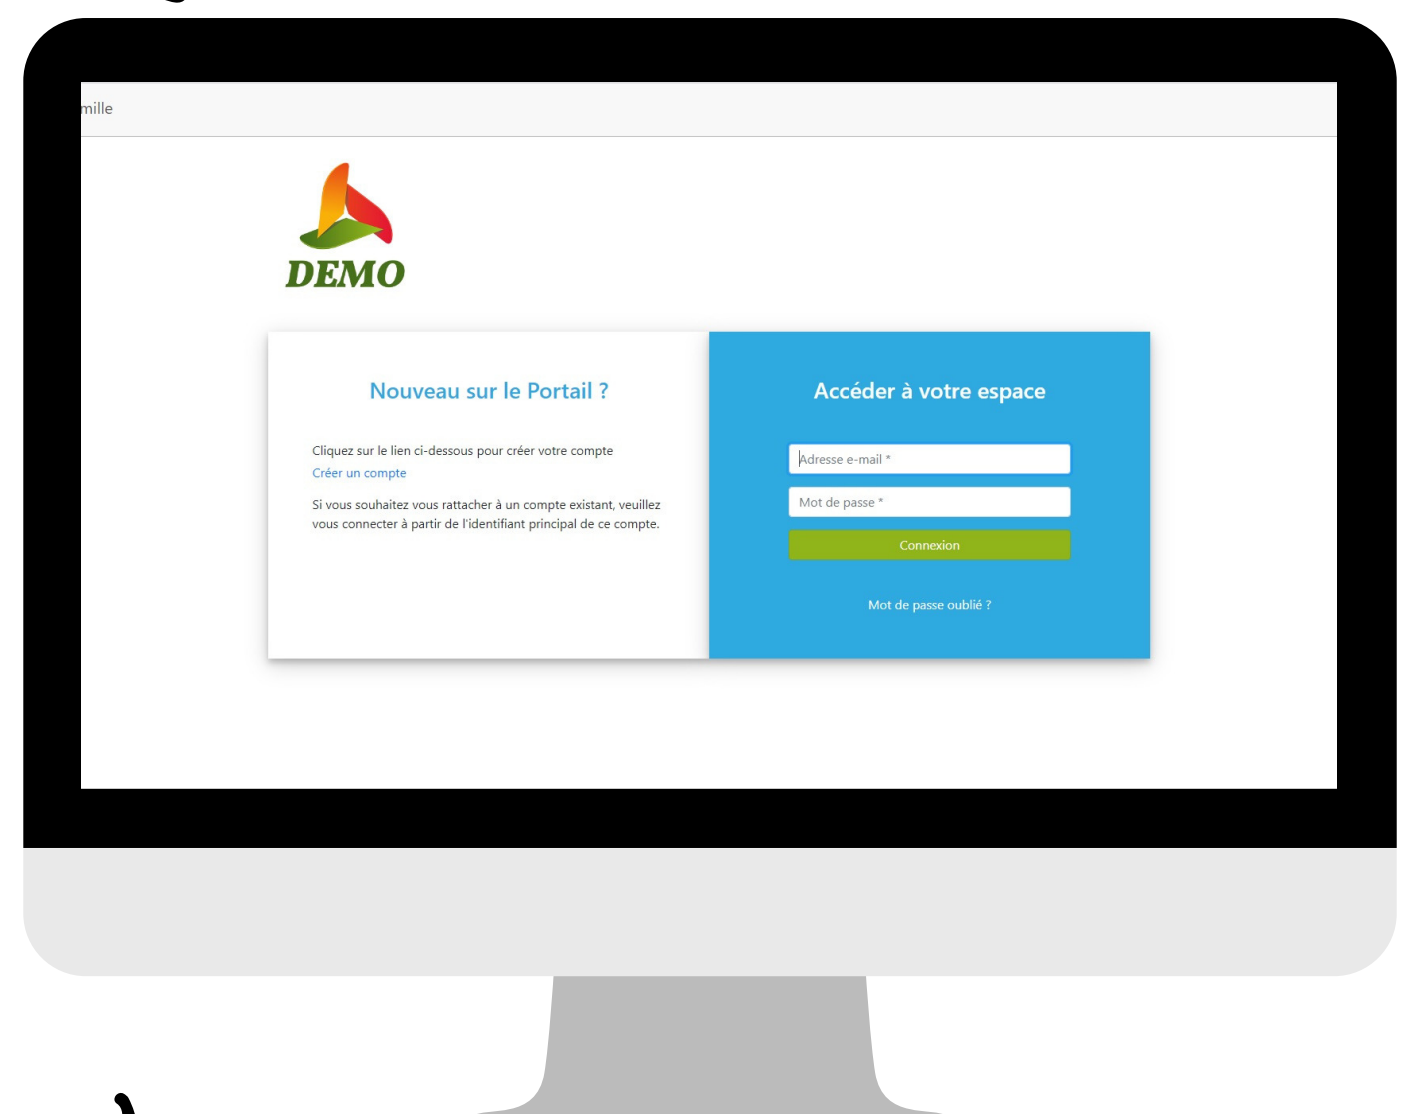 mille
DEMO
Nouveau sur le Portail ?
Cliquez sur le lien ci-dessous pour créer votre compte
Créer un compte
Si vous souhaitez vous rattacher à un compte existant, veuillez
vous connecter à partir de l'identifiant principal de ce compte.
Accéder à votre espace
Adresse e-mail *
Mot de passe *
Connexion
Mot de passe oublié ?